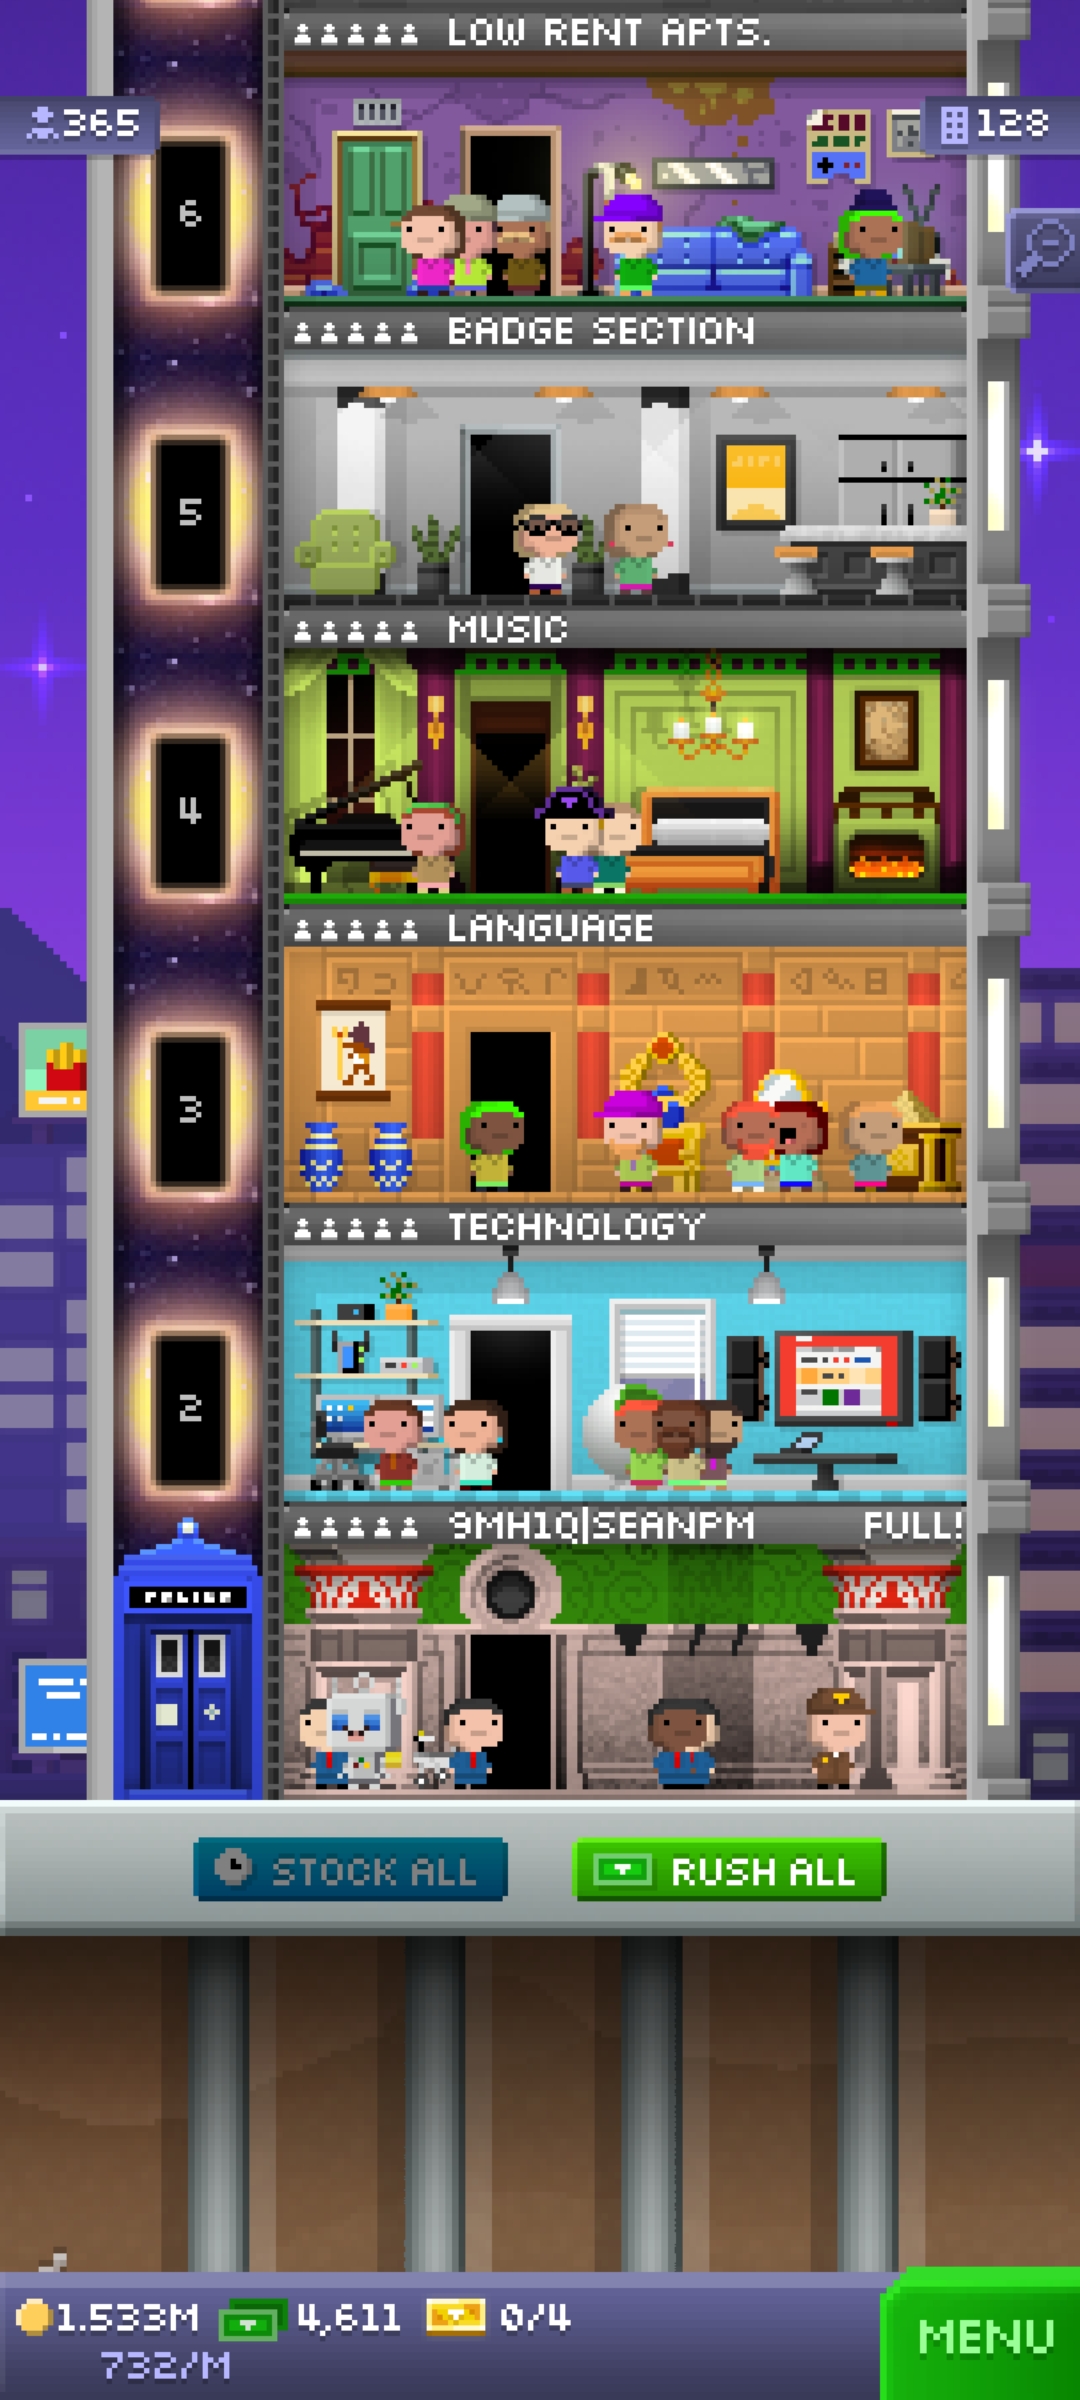 LOW RENT APTS.
365
128
6
BADGE SECTION
5
MUSIC
4
LANGUAGE
3
TECHNOLOGY
2
9MH1Q|SEANPM FULL!
POLICE
STOCK ALL
RUSH ALL
1.533M 4,611 0/4
732/M
MENU